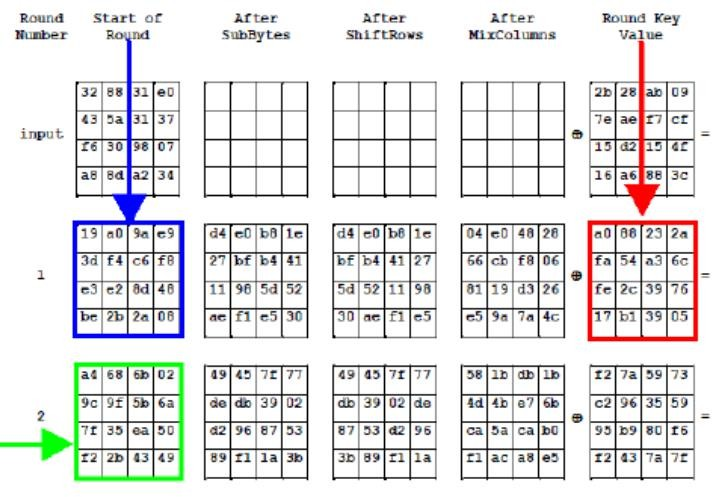 Round Start of After After After Round Key
Number Round SubBytes ShiftRows MixColumns Value
32 88 31 e0 2b 28 ab 09
43 5a 31 37 7e ae f7 cf
input ⊕ =
f6 30 98 07 15 d2 15 4f
a8 8d a2 34 16 a6 88 3c
19 a0 9a e9 d4 e0 b8 1e d4 e0 b8 1e 04 e0 48 28 a0 88 23 2a
3d f4 c6 f8 27 bf b4 41 bf b4 41 27 66 cb f8 06 fa 54 a3 6c
1 ⊕ =
e3 e2 8d 48 11 98 5d 52 5d 52 11 98 81 19 d3 26 fe 2c 39 76
be 2b 2a 08 ae f1 e5 30 30 ae f1 e5 e5 9a 7a 4c 17 b1 39 05
a4 68 6b 02 49 45 7f 77 49 45 7f 77 58 1b db 1b f2 7a 59 73
9c 9f 5b 6a de db 39 02 db 39 02 de 4d 4b e7 6b c2 96 35 59
2 ⊕ =
7f 35 ea 50 d2 96 87 53 87 53 d2 96 ca 5a ca b0 95 b9 80 f6
f2 2b 43 49 89 f1 1a 3b 3b 89 f1 1a f1 ac a8 e5 f2 43 7a 7f